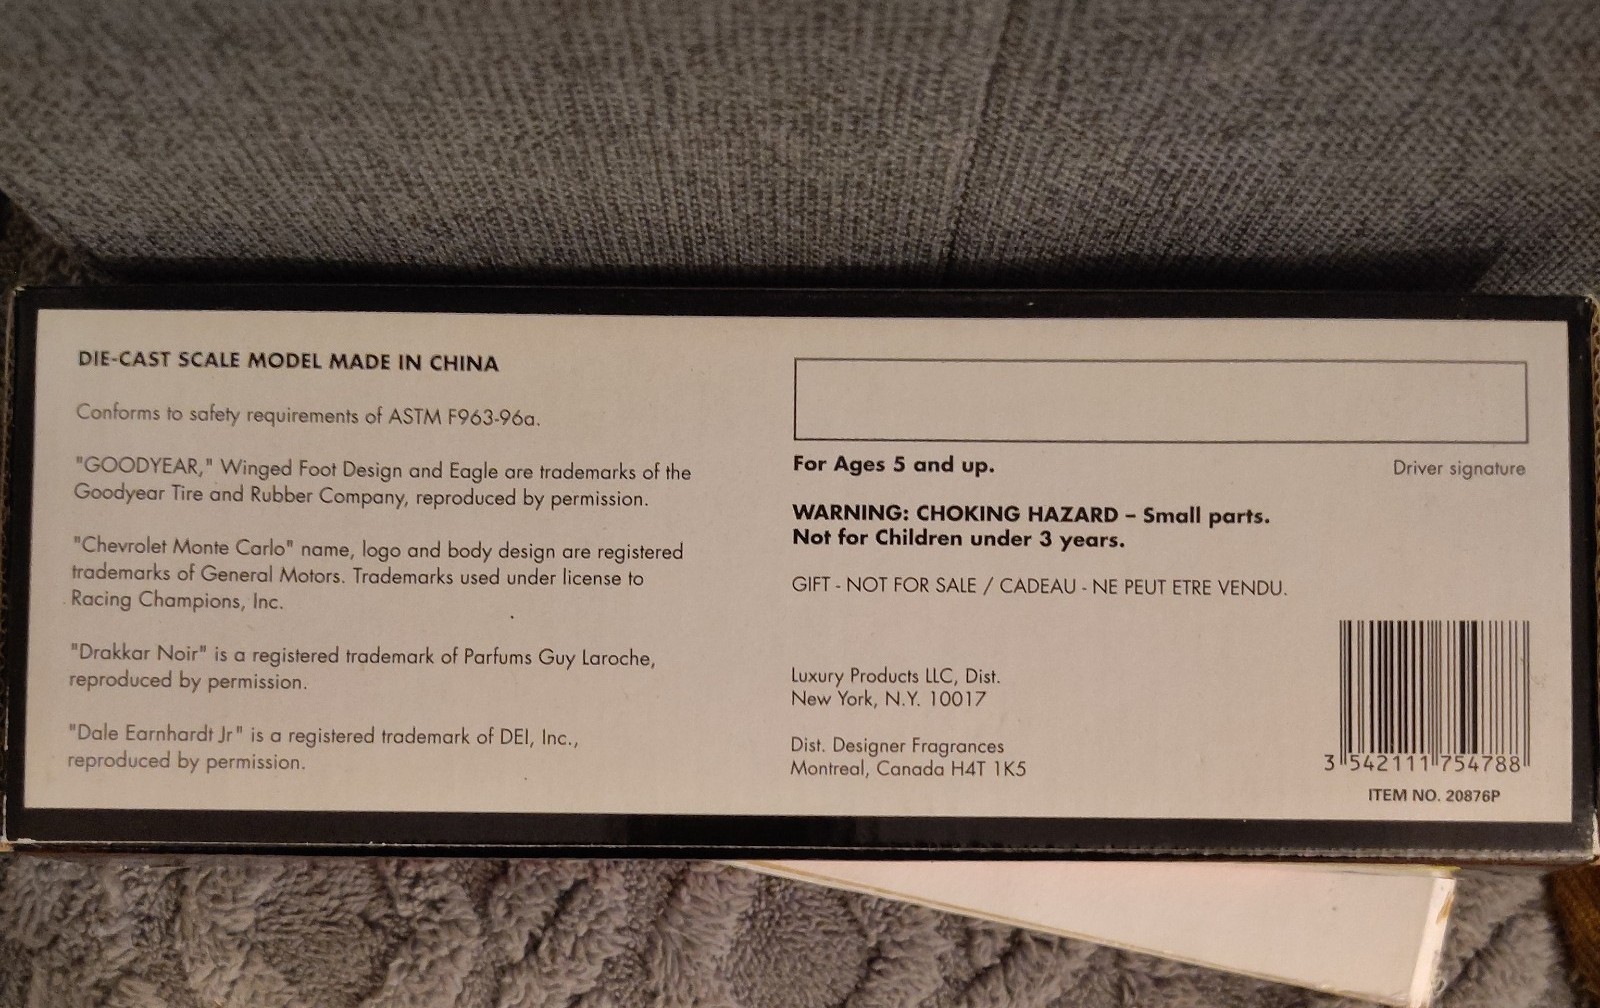 DIE-CAST SCALE MODEL MADE IN CHINA
Conforms to safety requirements of ASTM F963-96a.
"GOODYEAR," Winged Foot Design and Eagle are trademarks of the
Goodyear Tire and Rubber Company, reproduced by permission.
"Chevrolet Monte Carlo" name, logo and body design are registered
trademarks of General Motors. Trademarks used under license to
Racing Champions, Inc.
"Drakkar Noir" is a registered trademark of Parfums Guy Laroche,
reproduced by permission.
"Dale Earnhardt Jr" is a registered trademark of DEI, Inc.,
reproduced by permission.
For Ages 5 and up.
Driver signature
WARNING: CHOKING HAZARD – Small parts.
Not for Children under 3 years.
GIFT - NOT FOR SALE / CADEAU - NE PEUT ETRE VENDU.
Luxury Products LLC, Dist.
New York, N.Y. 10017
Dist. Designer Fragrances
Montreal, Canada H4T 1K5
3 542111 754788
ITEM NO. 20876P